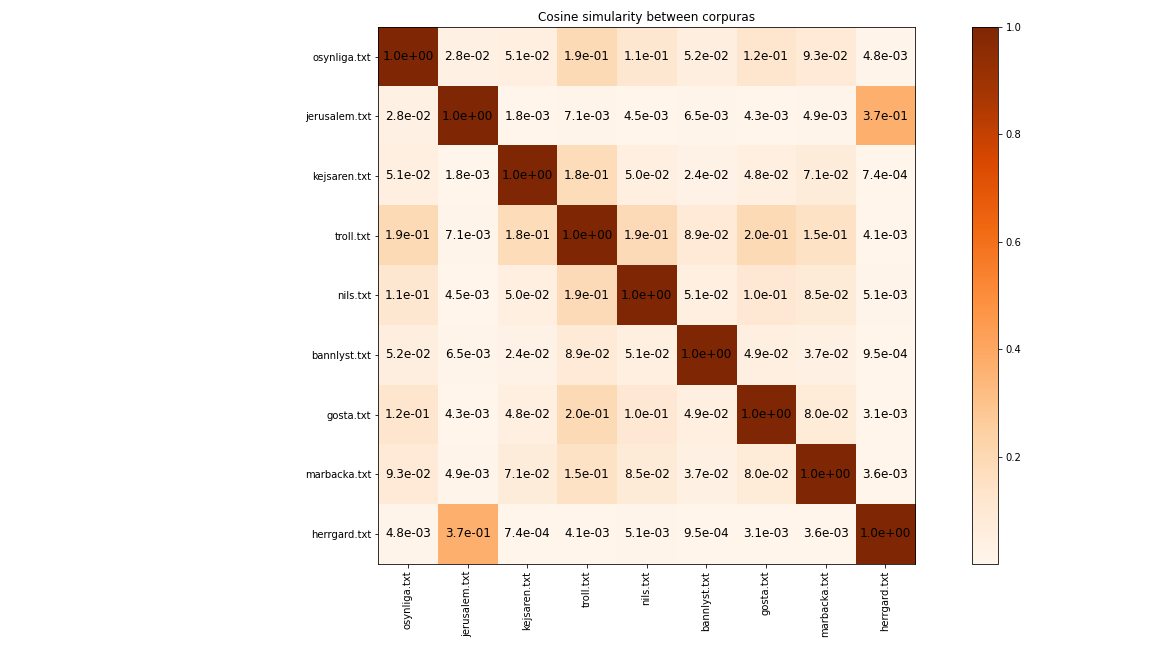 Cosine simularity between corpuras
osynliga.txt 1.0e+00 2.8e-02 5.1e-02 1.9e-01 1.1e-01 5.2e-02 1.2e-01 9.3e-02 4.8e-03
jerusalem.txt 2.8e-02 1.0e+00 1.8e-03 7.1e-03 4.5e-03 6.5e-03 4.3e-03 4.9e-03 3.7e-01
kejsaren.txt 5.1e-02 1.8e-03 1.0e+00 1.8e-01 5.0e-02 2.4e-02 4.8e-02 7.1e-02 7.4e-04
troll.txt 1.9e-01 7.1e-03 1.8e-01 1.0e+00 1.9e-01 8.9e-02 2.0e-01 1.5e-01 4.1e-03
nils.txt 1.1e-01 4.5e-03 5.0e-02 1.9e-01 1.0e+00 5.1e-02 1.0e-01 8.5e-02 5.1e-03
bannlyst.txt 5.2e-02 6.5e-03 2.4e-02 8.9e-02 5.1e-02 1.0e+00 4.9e-02 3.7e-02 9.5e-04
gosta.txt 1.2e-01 4.3e-03 4.8e-02 2.0e-01 1.0e-01 4.9e-02 1.0e+00 8.0e-02 3.1e-03
marbacka.txt 9.3e-02 4.9e-03 7.1e-02 1.5e-01 8.5e-02 3.7e-02 8.0e-02 1.0e+00 3.6e-03
herrgard.txt 4.8e-03 3.7e-01 7.4e-04 4.1e-03 5.1e-03 9.5e-04 3.1e-03 3.6e-03 1.0e+00
osynliga.txt jerusalem.txt kejsaren.txt troll.txt nils.txt bannlyst.txt gosta.txt marbacka.txt herrgard.txt
1.0
0.8
0.6
0.4
0.2